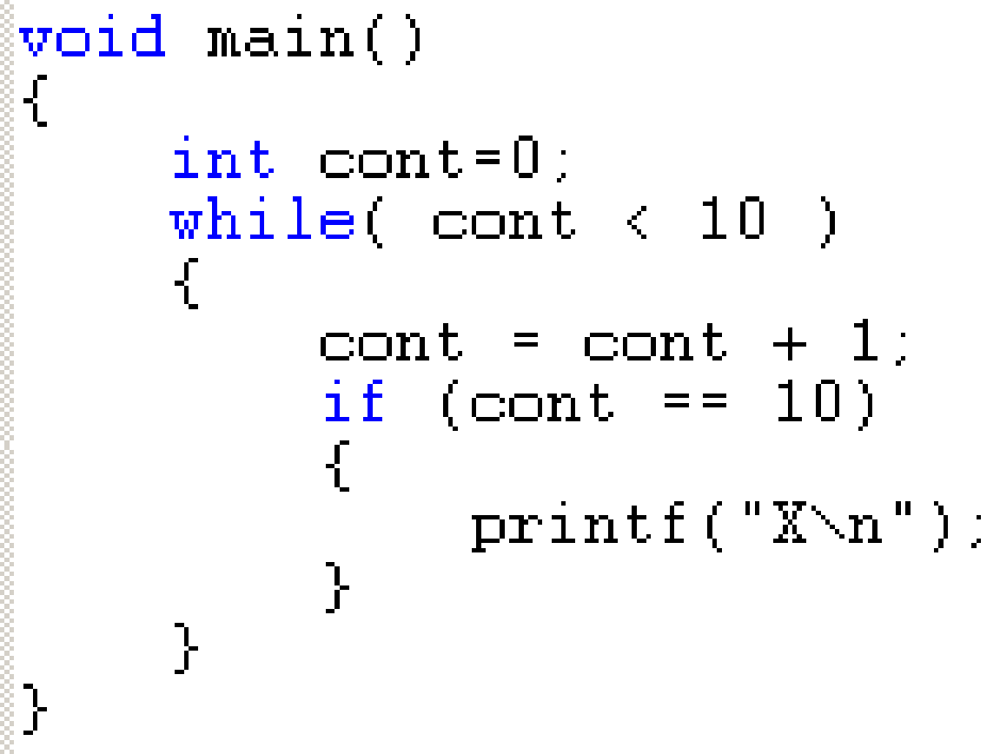 void main()
{
int cont=0;
while( cont < 10 )
{
cont = cont + 1;
if (cont == 10)
{
printf("X\n");
}
}
}